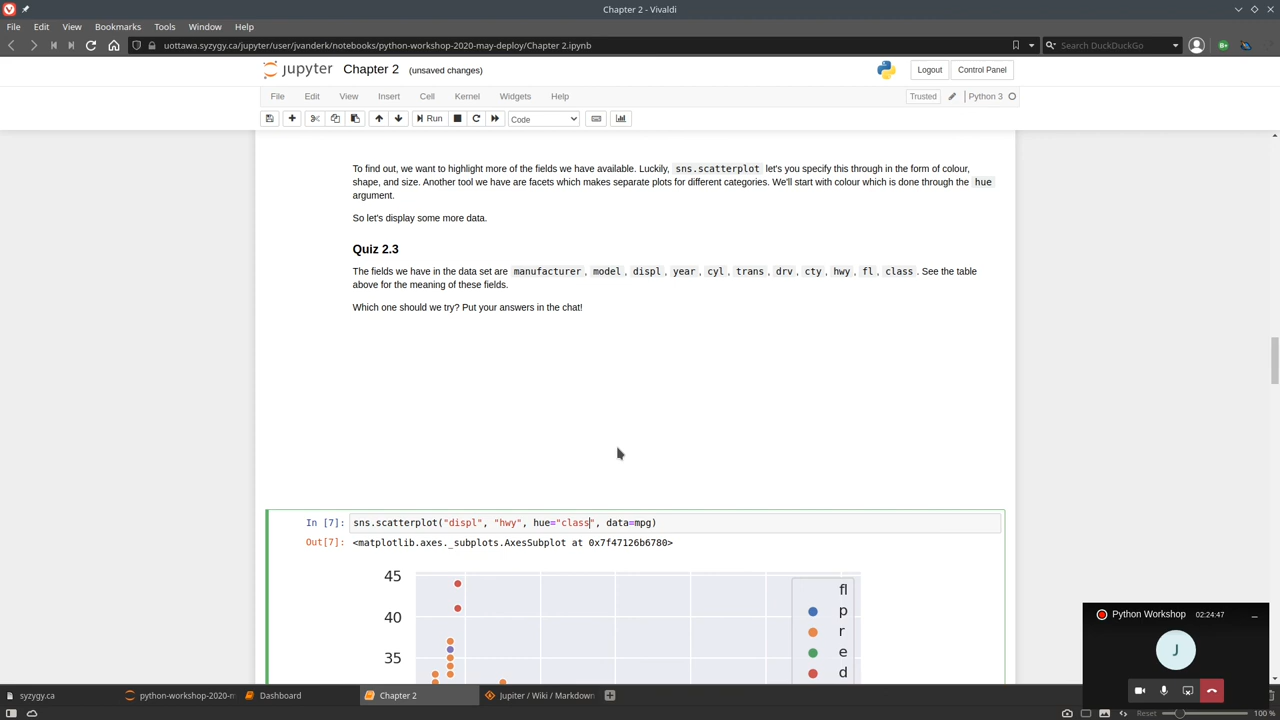 Chapter 2 - Vivaldi
File Edit View Bookmarks Tools Window Help
uottawa.syzygy.ca/jupyter/user/jvanderk/notebooks/python-workshop-2020-may-deploy/Chapter 2.ipynb
Search DuckDuckGo
jupyter Chapter 2 (unsaved changes)
Logout Control Panel
File Edit View Insert Cell Kernel Widgets Help
Trusted Python 3
Run Code
To find out, we want to highlight more of the fields we have available. Luckily, sns.scatterplot let's you specify this through in the form of colour,
shape, and size. Another tool we have are facets which makes separate plots for different categories. We'll start with colour which is done through the hue
argument.
So let's display some more data.
Quiz 2.3
The fields we have in the data set are manufacturer, model, displ, year, cyl, trans, drv, cty, hwy, fl, class. See the table
above for the meaning of these fields.
Which one should we try? Put your answers in the chat!
In [7]: sns.scatterplot("displ", "hwy", hue="class", data=mpg)
Out[7]: <matplotlib.axes._subplots.AxesSubplot at 0x7f47126b6780>
45
40
35
fl
p
r
e
d
Python Workshop 02:24:47
J
syzygy.ca python-workshop-2020-m Dashboard Chapter 2 Jupiter / Wiki / Markdown
Reset 100 %